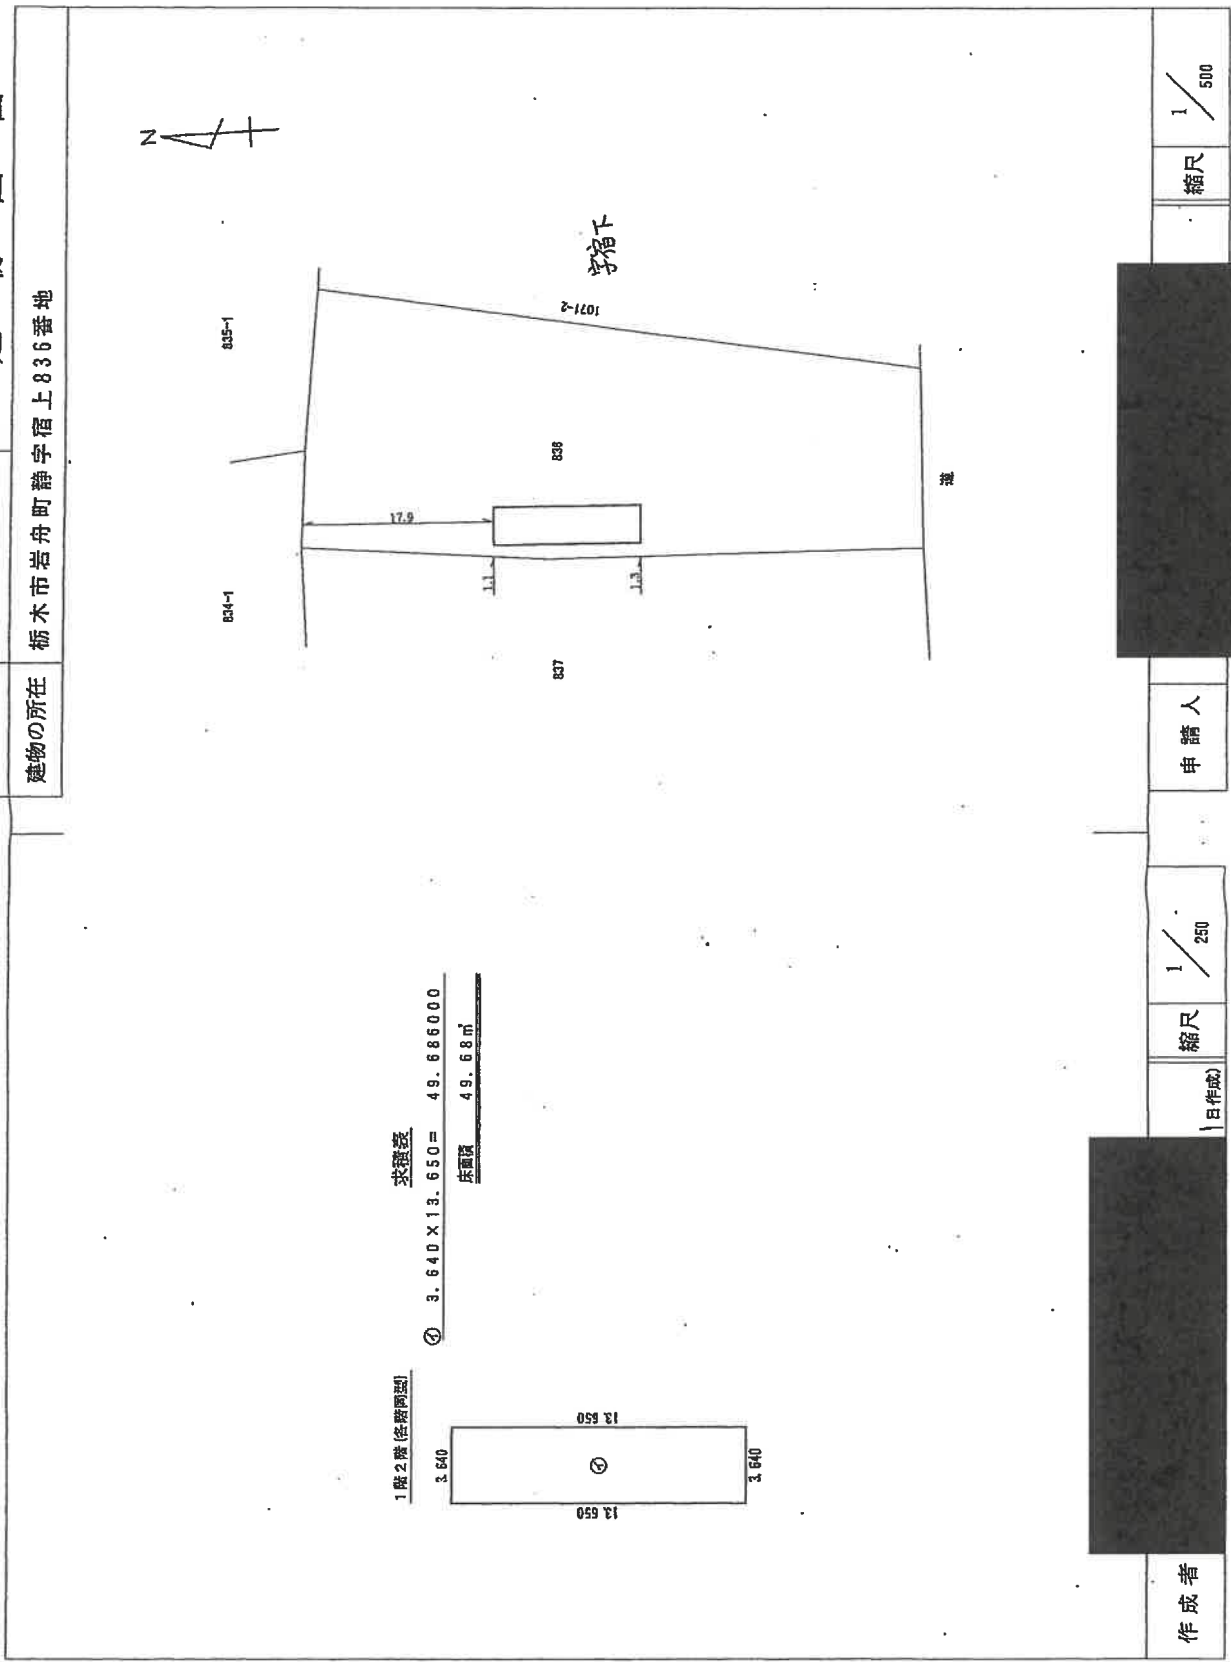 建物の所在 栃木市岩舟町静字宿上836番地
1階2階(各階同型)
3.640
13.650
㋑
13.650
3.640
求積表
㋑ 3.640×13.650= 49.686000
床面積 49.68㎡
N
834-1
835-1
17.9
836
1.1
1.3
837
1071-2
字宿下
道
作成者
日作成)
縮尺 1/250
申請人
縮尺 1/500